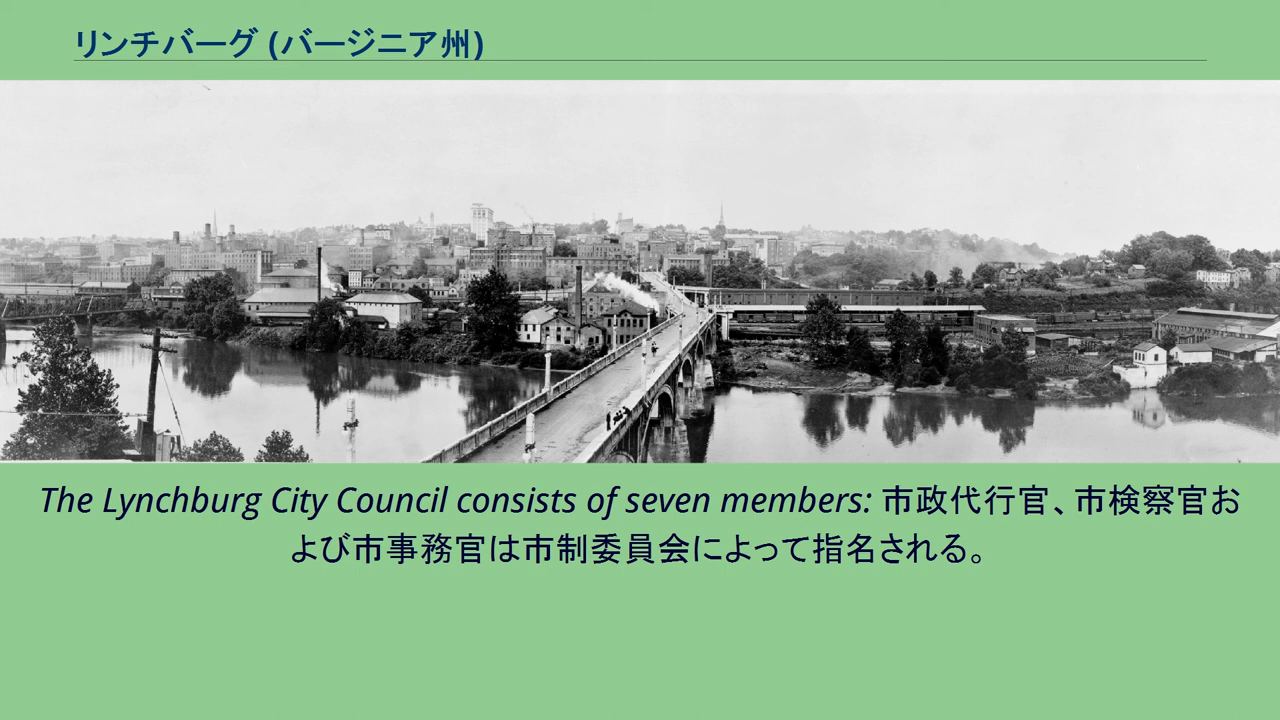 リンチバーグ (バージニア州)
The Lynchburg City Council consists of seven members: 市政代行官、市検察官お
よび市事務官は市制委員会によって指名される。